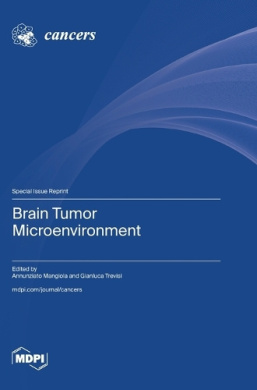 cancers
Special Issue Reprint
Brain Tumor
Microenvironment
Edited by
Annunziato Mangiola and Gianluca Trevisi
mdpi.com/journal/cancers
MDPI